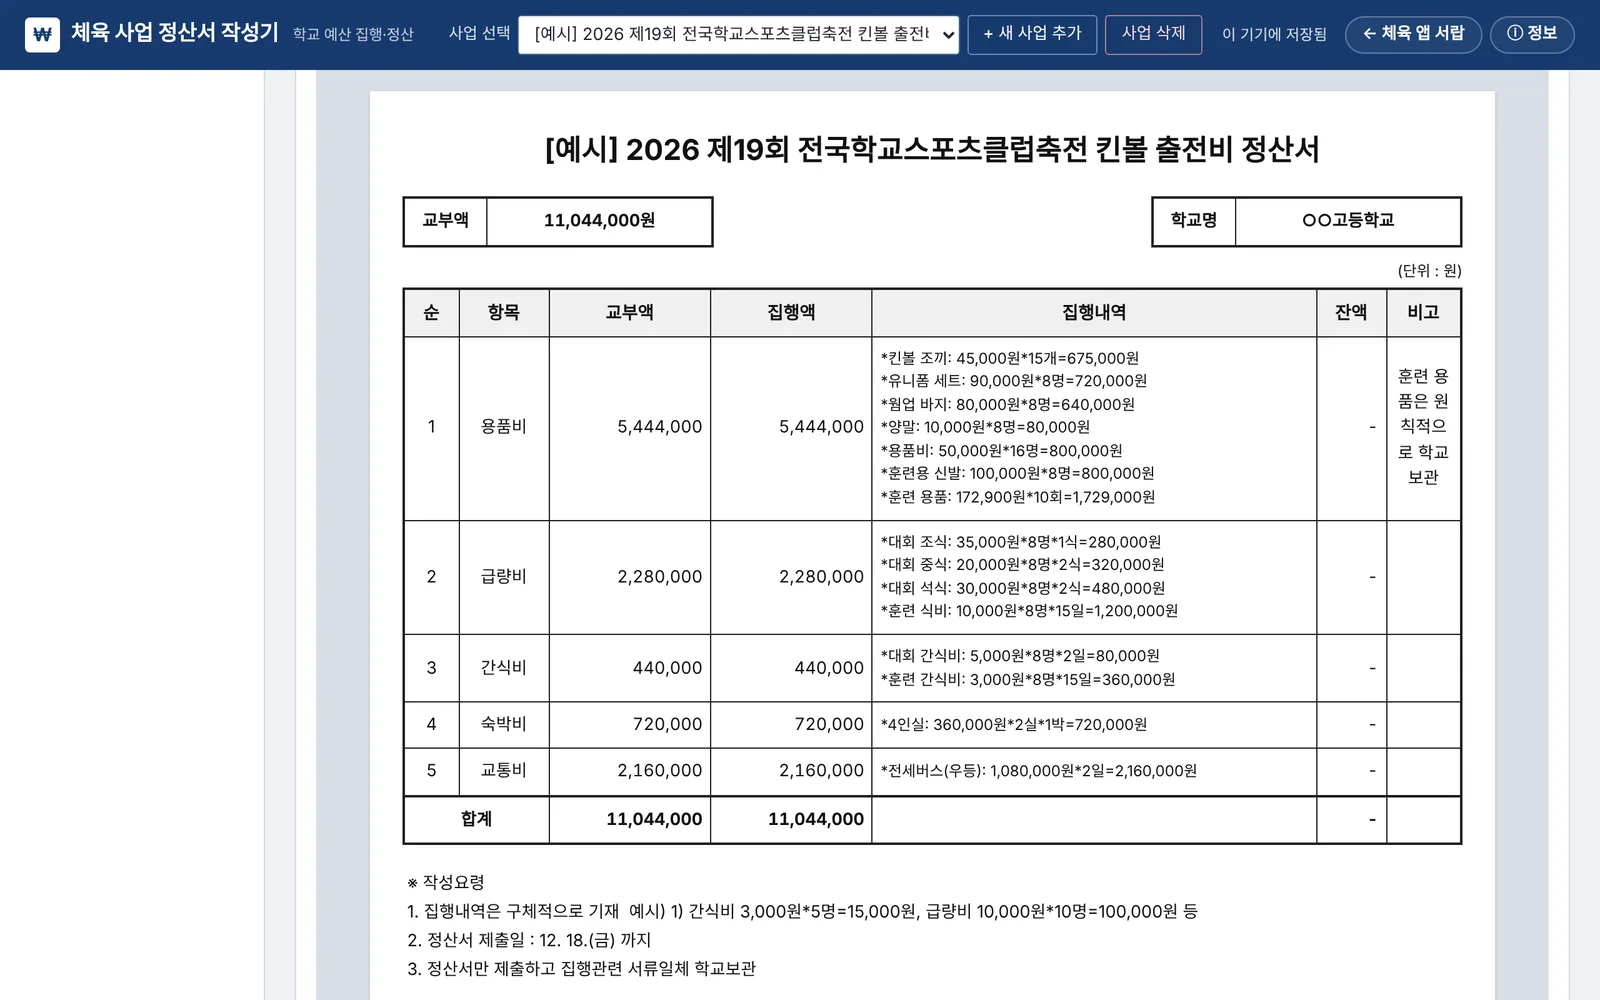 ₩ 체육 사업 정산서 작성기 학교 예산 집행·정산 사업 선택 [예시] 2026 제19회 전국학교스포츠클럽축전 킨볼 출전 + 새 사업 추가 사업 삭제 이 기기에 저장됨 ← 체육 앱 서랍 ⓘ 정보
[예시] 2026 제19회 전국학교스포츠클럽축전 킨볼 출전비 정산서
교부액 11,044,000원 학교명 ○○고등학교
(단위 : 원)
순 항목 교부액 집행액 집행내역 잔액 비고
1 용품비 5,444,000 5,444,000
*킨볼 조끼: 45,000원*15개=675,000원
*유니폼 세트: 90,000원*8명=720,000원
*웜업 바지: 80,000원*8명=640,000원
*양말: 10,000원*8명=80,000원
*용품비: 50,000원*16명=800,000원
*훈련용 신발: 100,000원*8명=800,000원
*훈련 용품: 172,900원*10회=1,729,000원
-
훈련 용
품은 원
칙적으
로 학교
보관
2 급량비 2,280,000 2,280,000
*대회 조식: 35,000원*8명*1식=280,000원
*대회 중식: 20,000원*8명*2식=320,000원
*대회 석식: 30,000원*8명*2식=480,000원
*훈련 식비: 10,000원*8명*15일=1,200,000원
-
3 간식비 440,000 440,000
*대회 간식비: 5,000원*8명*2일=80,000원
*훈련 간식비: 3,000원*8명*15일=360,000원
-
4 숙박비 720,000 720,000 *4인실: 360,000원*2실*1박=720,000원 -
5 교통비 2,160,000 2,160,000 *전세버스(우등): 1,080,000원*2일=2,160,000원 -
합계 11,044,000 11,044,000 -
※ 작성요령
1. 집행내역은 구체적으로 기재 예시) 1) 간식비 3,000원*5명=15,000원, 급량비 10,000원*10명=100,000원 등
2. 정산서 제출일 : 12. 18.(금) 까지
3. 정산서만 제출하고 집행관련 서류일체 학교보관